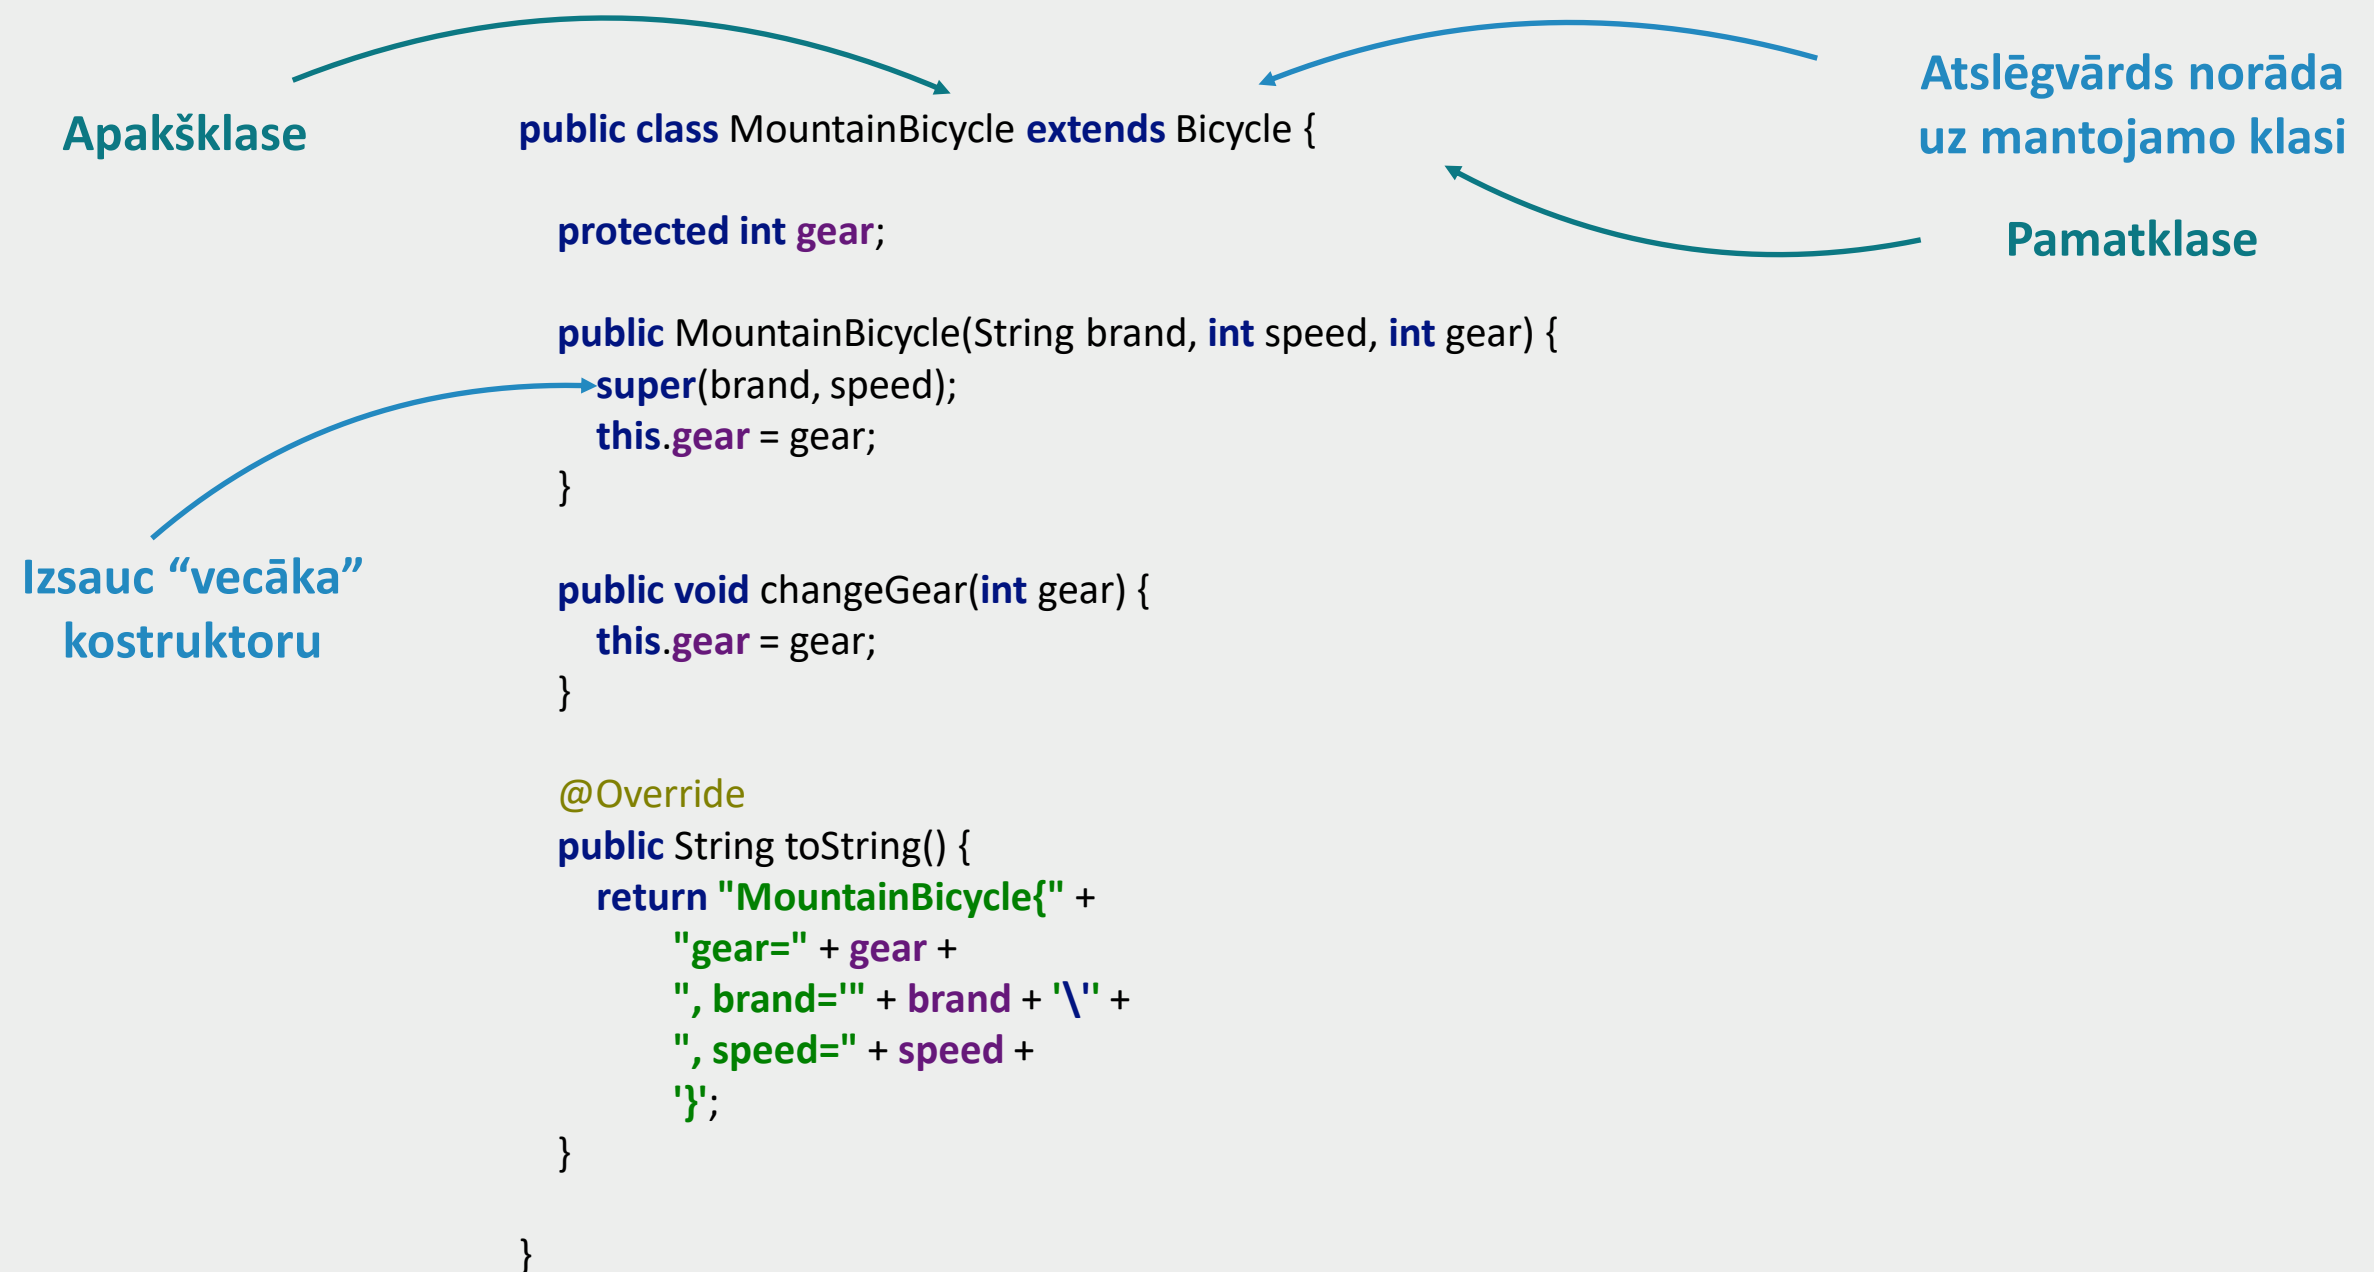 Apakšklase
Atslēgvārds norāda
uz mantojamo klasi
Pamatklase
Izsauc “vecāka”
kostruktoru
public class MountainBicycle extends Bicycle {
protected int gear;
public MountainBicycle(String brand, int speed, int gear) {
super(brand, speed);
this.gear = gear;
}
public void changeGear(int gear) {
this.gear = gear;
}
@Override
public String toString() {
return "MountainBicycle{" +
"gear=" + gear +
", brand='" + brand + '\'' +
", speed=" + speed +
'}';
}
}